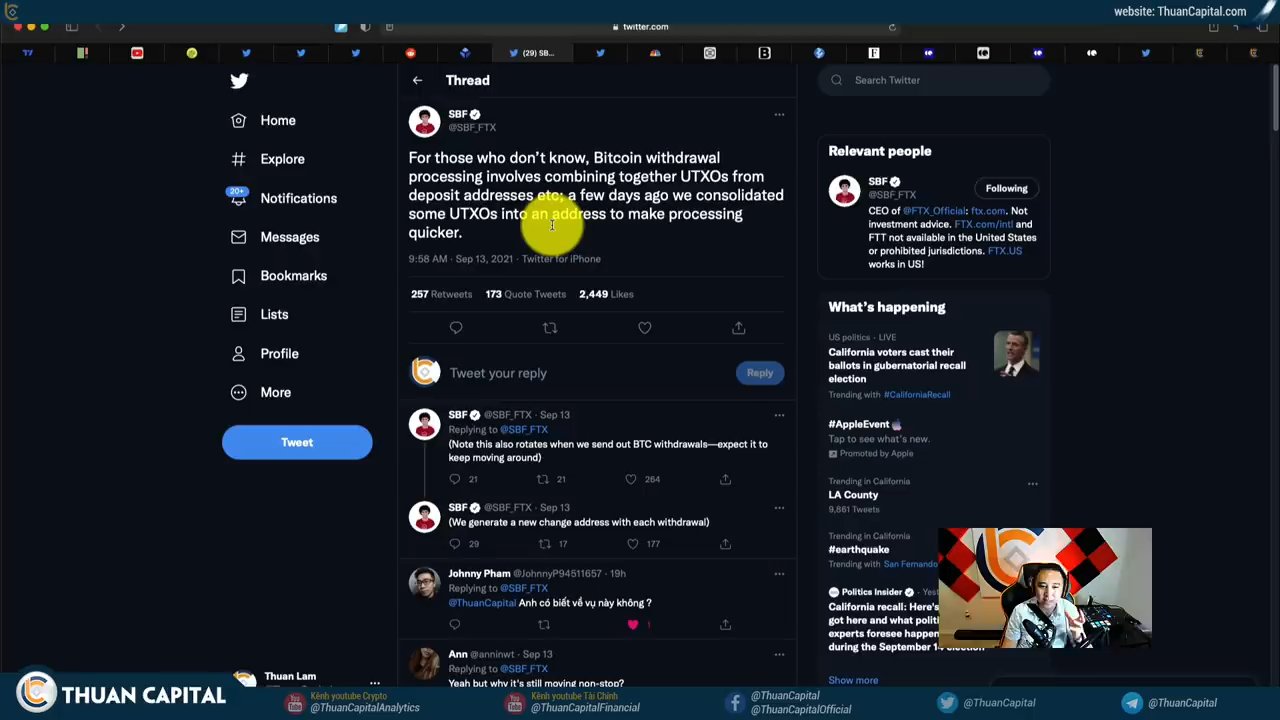 website: ThuanCapital.com
twitter.com
(29) SB...
Thread
Search Twitter
SBF
@SBF_FTX
For those who don't know, Bitcoin withdrawal
processing involves combining together UTXOs from
deposit addresses etc; a few days ago we consolidated
some UTXOs into an address to make processing
quicker.
9:58 AM · Sep 13, 2021 · Twitter for iPhone
257 Retweets 173 Quote Tweets 2,449 Likes
Tweet your reply
Reply
SBF @SBF_FTX · Sep 13
Replying to @SBF_FTX
(Note this also rotates when we send out BTC withdrawals—expect it to
keep moving around)
21 21 264
SBF @SBF_FTX · Sep 13
(We generate a new change address with each withdrawal)
29 17 177
Johnny Pham @JohnnyP94511657 · 19h
Replying to @SBF_FTX
@ThuanCapital Anh có biết về vụ này không ?
1
Ann @anninwt · Sep 13
Replying to @SBF_FTX
Yeah but why it's still moving non-stop?
Home
Explore
20+
Notifications
Messages
Bookmarks
Lists
Profile
More
Tweet
Thuan Lam
Relevant people
SBF
@SBF_FTX
Following
CEO of @FTX_Official: ftx.com. Not
investment advice. FTX.com/intl and
FTT not available in the United States
or prohibited jurisdictions. FTX.US
works in US!
What's happening
US politics · LIVE
California voters cast their
ballots in gubernatorial recall
election
Trending with #CaliforniaRecall
#AppleEvent
Tap to see what's new.
Promoted by Apple
Trending in California
LA County
9,861 Tweets
Trending in California
#earthquake
Trending with San Fernando
Politics Insider
California recall: Here's
got here and what
experts foresee
during the September 14 election
Show more
THUAN CAPITAL
Kênh youtube Crypto
@ThuanCapitalAnalytics
Kênh youtube Tài Chính
@ThuanCapitalFinancial
@ThuanCapital
@ThuanCapitalOfficial
@ThuanCapital
@ThuanCapital